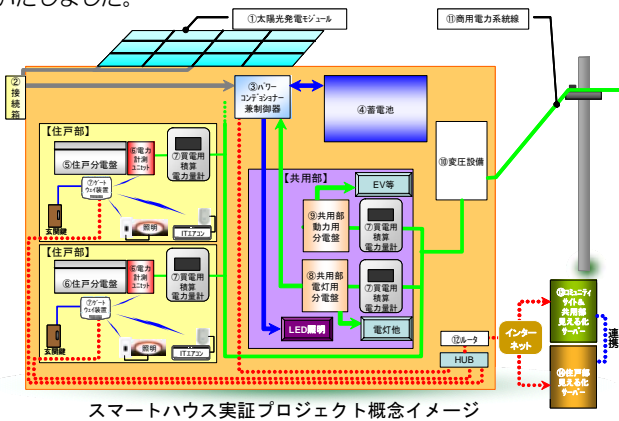 いたしました。
①太陽光発電ﾓｼﾞｭｰﾙ
⑪商用電力系統線
②
接
続
箱
③ﾊﾟﾜｰ
ｺﾝﾃﾞｨｼｮﾅｰ
兼制御器
④蓄電池
【住戸部】
⑤住戸分電盤
⑥電力
計測
ﾕﾆｯﾄ
⑦買電用
積算
電力量計
⑦ｹﾞｰﾄ
ｳｪｲ装置
玄関鍵
照明
ITｴｱｺﾝ
【住戸部】
⑥住戸分電盤
⑥電力
計測
ﾕﾆｯﾄ
⑦買電用
積算
電力量計
⑦ｹﾞｰﾄ
ｳｪｲ装置
玄関鍵
照明
ITｴｱｺﾝ
【共用部】
EV等
⑨共用部
動力用
分電盤
⑦買電用
積算
電力量計
⑧共用部
電灯用
分電盤
⑦買電用
積算
電力量計
LED照明
電灯他
⑩変圧設備
⑫ﾙｰﾀ
HUB
インター
ネット
⑬ｺﾐｭﾆﾃｨ
サイト&
共用部
見える化
サーバー
連携
⑭住戸部
見える化
サーバー
スマートハウス実証プロジェクト概念イメージ